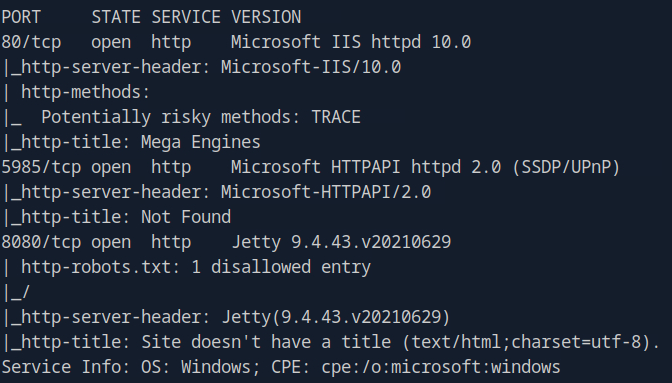 PORT     STATE SERVICE VERSION
80/tcp   open  http    Microsoft IIS httpd 10.0
|_http-server-header: Microsoft-IIS/10.0
| http-methods:
|_  Potentially risky methods: TRACE
|_http-title: Mega Engines
5985/tcp open  http    Microsoft HTTPAPI httpd 2.0 (SSDP/UPnP)
|_http-server-header: Microsoft-HTTPAPI/2.0
|_http-title: Not Found
8080/tcp open  http    Jetty 9.4.43.v20210629
| http-robots.txt: 1 disallowed entry
|_/
|_http-server-header: Jetty(9.4.43.v20210629)
|_http-title: Site doesn't have a title (text/html;charset=utf-8).
Service Info: OS: Windows; CPE: cpe:/o:microsoft:windows